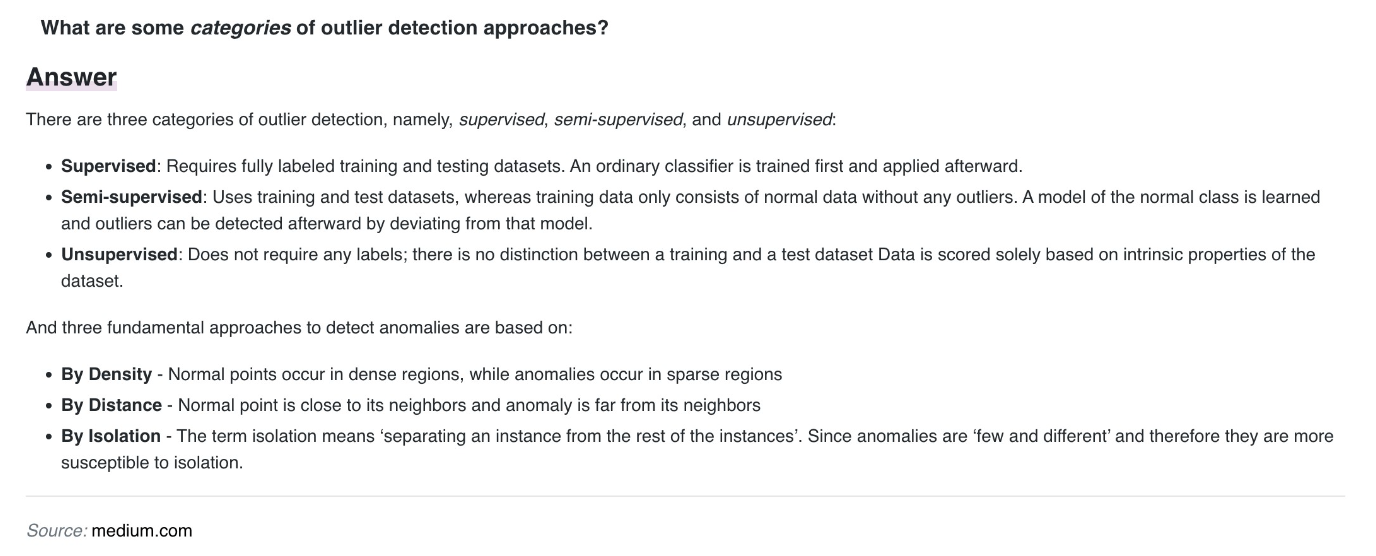 What are some categories of outlier detection approaches?
Answer
There are three categories of outlier detection, namely, supervised, semi-supervised, and unsupervised:
• Supervised: Requires fully labeled training and testing datasets. An ordinary classifier is trained first and applied afterward.
• Semi-supervised: Uses training and test datasets, whereas training data only consists of normal data without any outliers. A model of the normal class is learned
and outliers can be detected afterward by deviating from that model.
• Unsupervised: Does not require any labels; there is no distinction between a training and a test dataset Data is scored solely based on intrinsic properties of the
dataset.
And three fundamental approaches to detect anomalies are based on:
• By Density - Normal points occur in dense regions, while anomalies occur in sparse regions
• By Distance - Normal point is close to its neighbors and anomaly is far from its neighbors
• By Isolation - The term isolation means ‘separating an instance from the rest of the instances’. Since anomalies are ‘few and different’ and therefore they are more
susceptible to isolation.
Source: medium.com